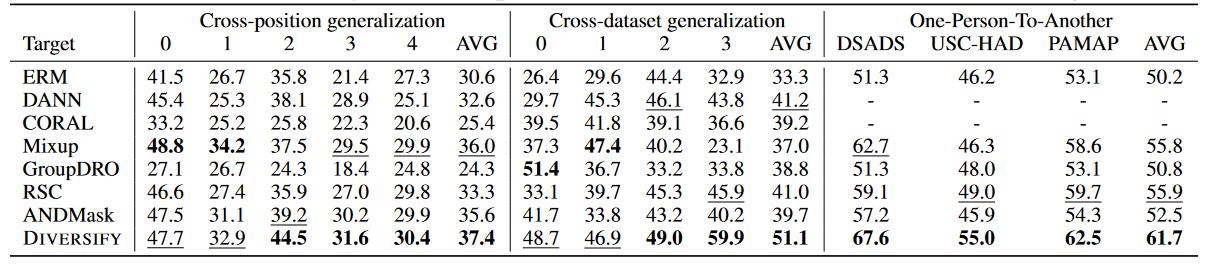 Cross-position generalization Cross-dataset generalization One-Person-To-Another
Target 0 1 2 3 4 AVG 0 1 2 3 AVG DSADS USC-HAD PAMAP AVG
ERM 41.5 26.7 35.8 21.4 27.3 30.6 26.4 29.6 44.4 32.9 33.3 51.3 46.2 53.1 50.2
DANN 45.4 25.3 38.1 28.9 25.1 32.6 29.7 45.3 46.1 43.8 41.2 - - - -
CORAL 33.2 25.2 25.8 22.3 20.6 25.4 39.5 41.8 39.1 36.6 39.2 - - - -
Mixup 48.8 34.2 37.5 29.5 29.9 36.0 37.3 47.4 40.2 23.1 37.0 62.7 46.3 58.6 55.8
GroupDRO 27.1 26.7 24.3 18.4 24.8 24.3 51.4 36.7 33.2 33.8 38.8 51.3 48.0 53.1 50.8
RSC 46.6 27.4 35.9 27.0 29.8 33.3 33.1 39.7 45.3 45.9 41.0 59.1 49.0 59.7 55.9
ANDMask 47.5 31.1 39.2 30.2 29.9 35.6 41.7 33.8 43.2 40.2 39.7 57.2 45.9 54.3 52.5
DIVERSIFY 47.7 32.9 44.5 31.6 30.4 37.4 48.7 46.9 49.0 59.9 51.1 67.6 55.0 62.5 61.7